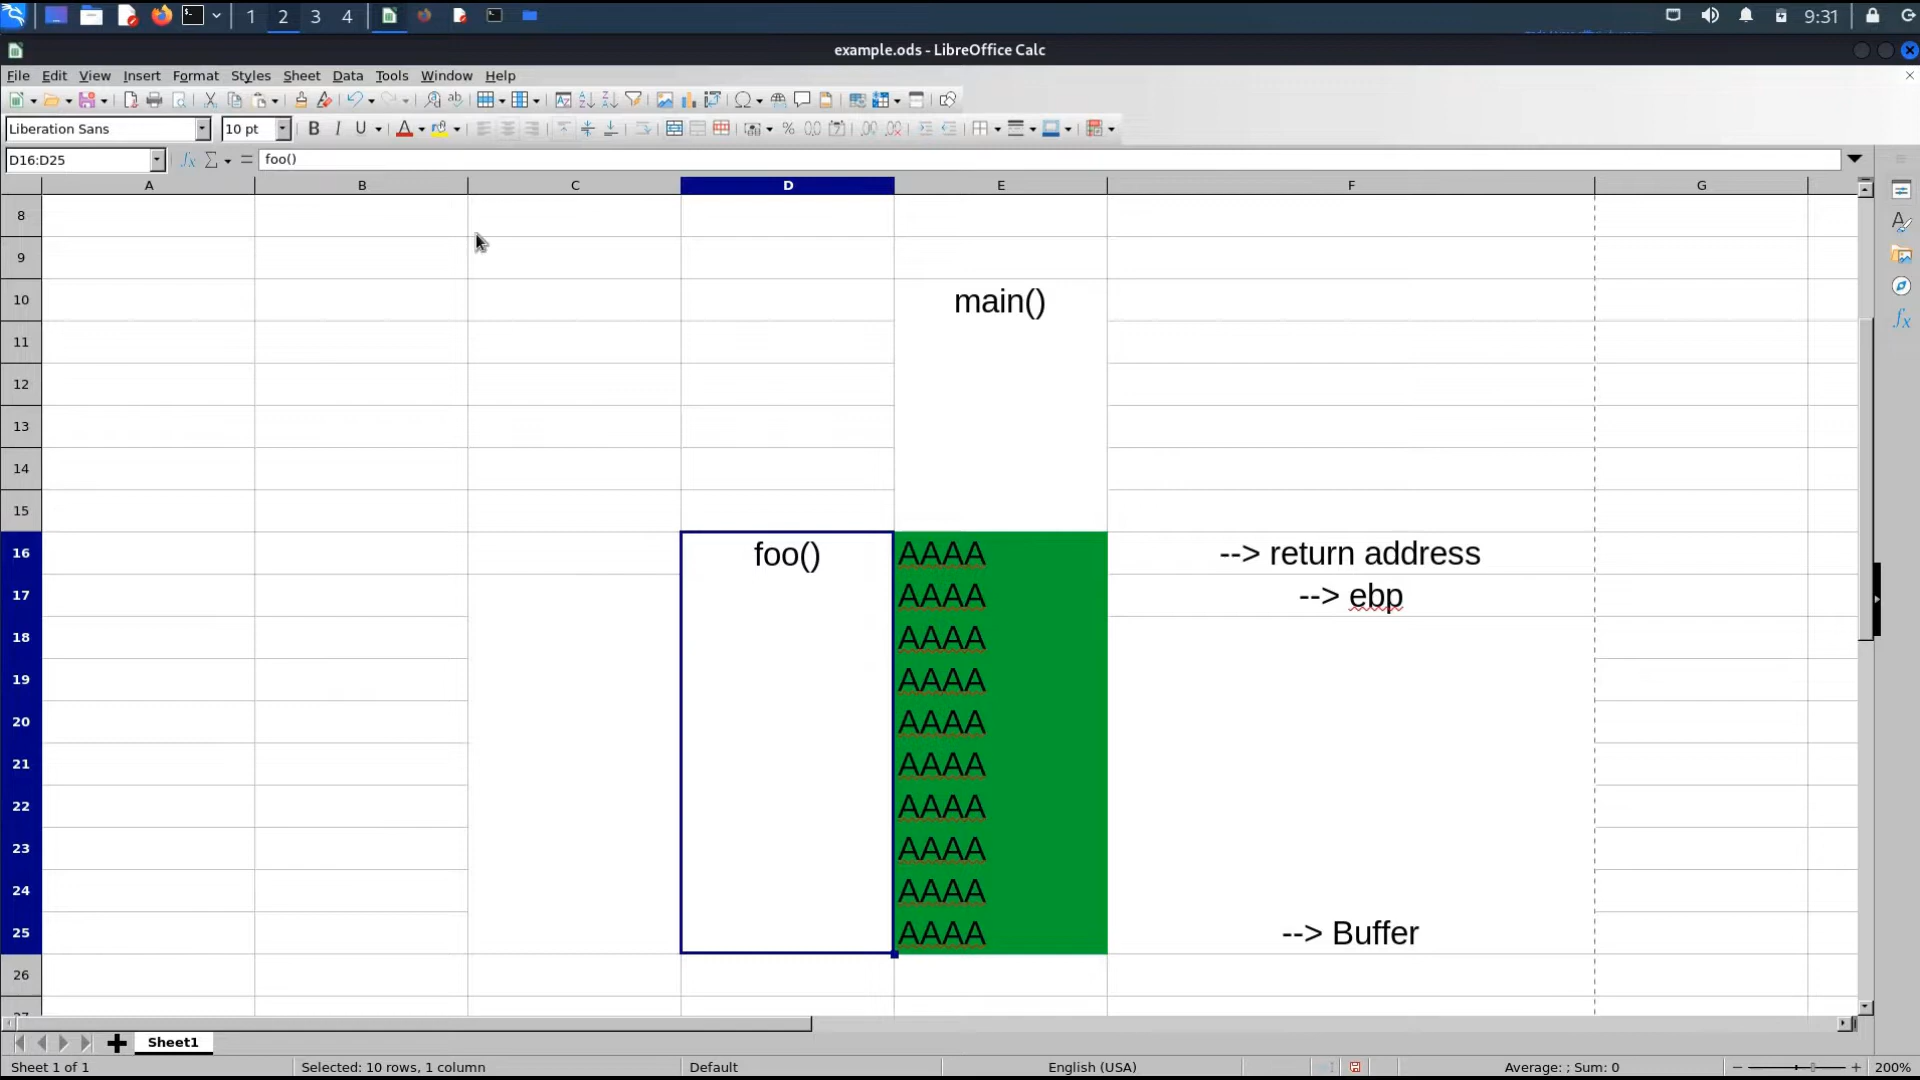 1 2 3 4 9:31
example.ods - LibreOffice Calc
File Edit View Insert Format Styles Sheet Data Tools Window Help
Liberation Sans 10 pt
D16:D25 foo()
A B C D E F G
8
9
10 main()
11
12
13
14
15
16 foo() AAAA --> return address
17 AAAA --> ebp
18 AAAA
19 AAAA
20 AAAA
21 AAAA
22 AAAA
23 AAAA
24 AAAA
25 AAAA --> Buffer
26
Sheet1
Sheet 1 of 1 Selected: 10 rows, 1 column Default English (USA) Average: ; Sum: 0 200%